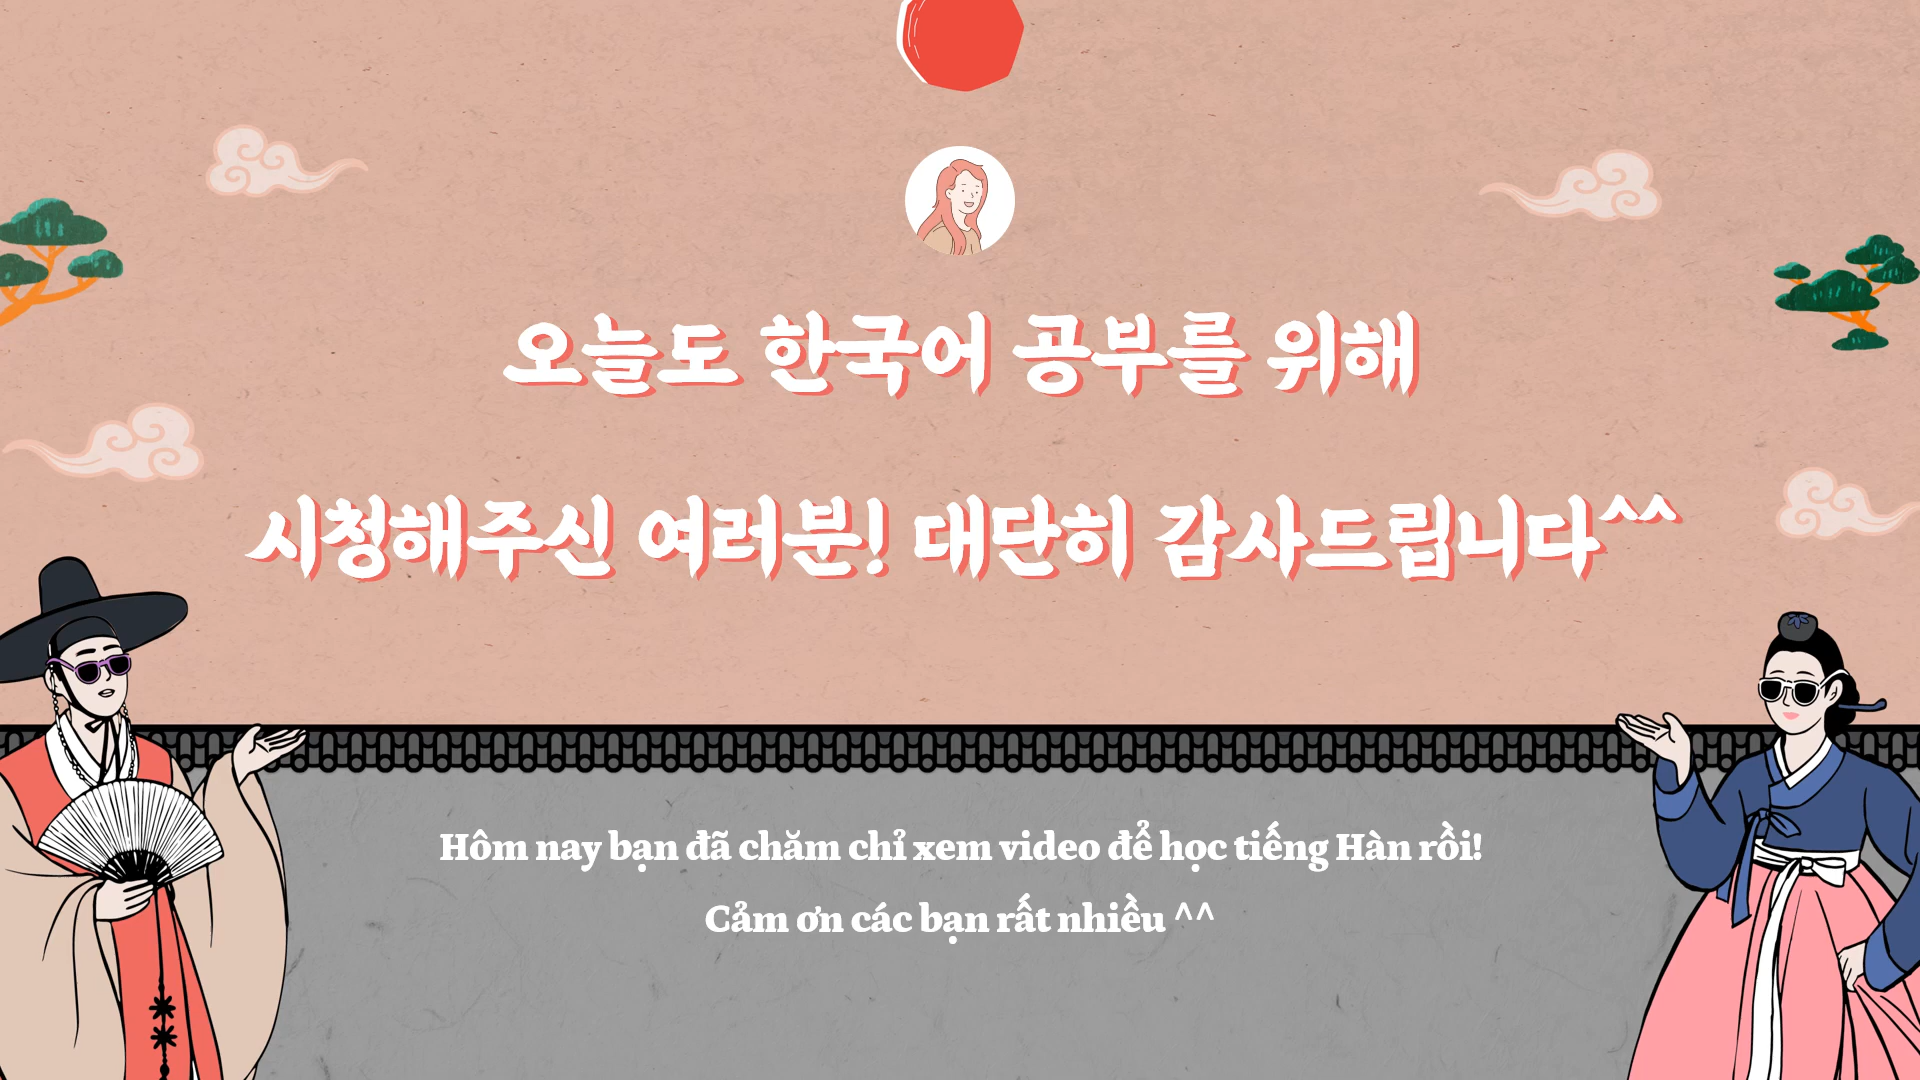 오늘도 한국어 공부를 위해
시청해주신 여러분! 대단히 감사드립니다^^
Hôm nay bạn đã chăm chỉ xem video để học tiếng Hàn rồi!
Cảm ơn các bạn rất nhiều ^^